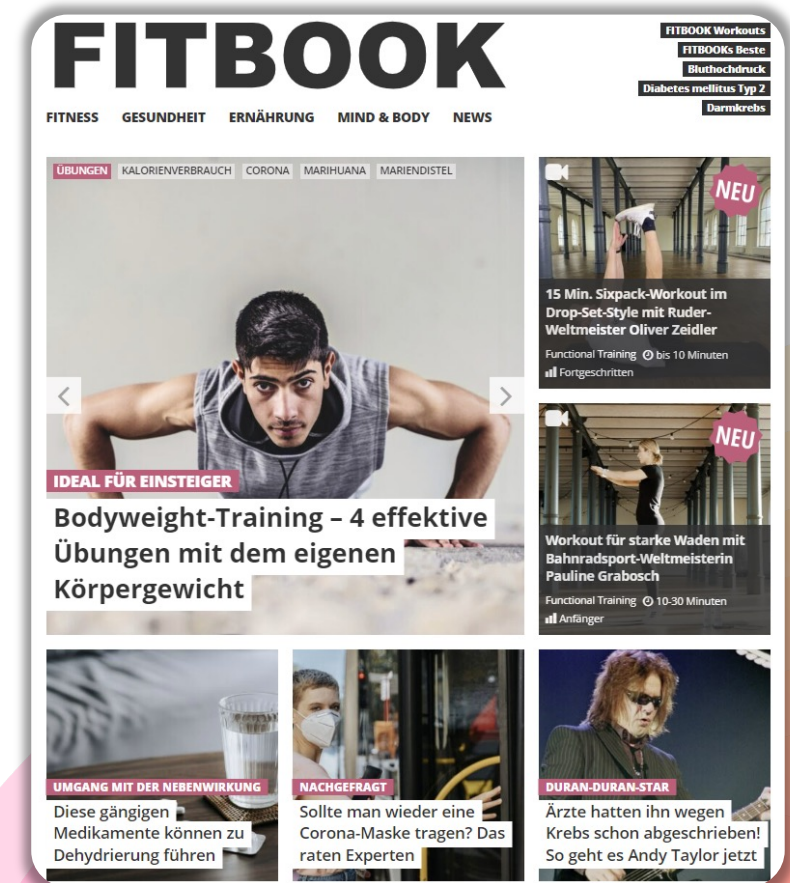 FITBOOK
FITBOOK Workouts
FITBOOKs Beste
Bluthochdruck
Diabetes mellitus Typ 2
Darmkrebs
FITNESS GESUNDHEIT ERNÄHRUNG MIND & BODY NEWS
ÜBUNGEN KALORIENVERBRAUCH CORONA MARIHUANA MARIENDISTEL
IDEAL FÜR EINSTEIGER
Bodyweight-Training – 4 effektive
Übungen mit dem eigenen
Körpergewicht
NEU
15 Min. Sixpack-Workout im
Drop-Set-Style mit Ruder-
Weltmeister Oliver Zeidler
Functional Training bis 10 Minuten
Fortgeschritten
NEU
Workout für starke Waden mit
Bahnradsport-Weltmeisterin
Pauline Grabosch
Functional Training 10-30 Minuten
Anfänger
UMGANG MIT DER NEBENWIRKUNG
Diese gängigen
Medikamente können zu
Dehydrierung führen
NACHGEFRAGT
Sollte man wieder eine
Corona-Maske tragen? Das
raten Experten
DURAN-DURAN-STAR
Ärzte hatten ihn wegen
Krebs schon abgeschrieben!
So geht es Andy Taylor jetzt